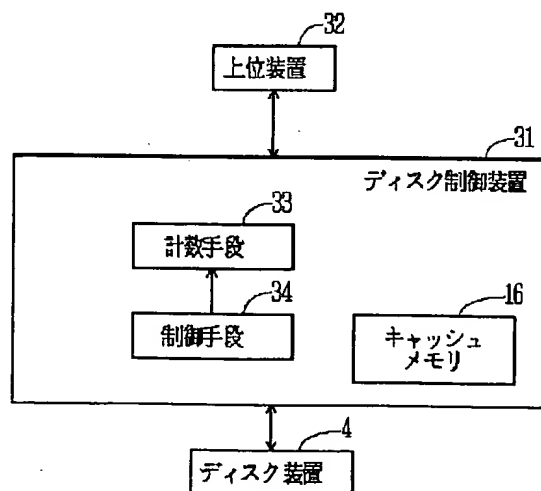 32
上位装置
31
ディスク制御装置
33
計数手段
34
制御手段
16
キャッシュ
メモリ
4
ディスク装置